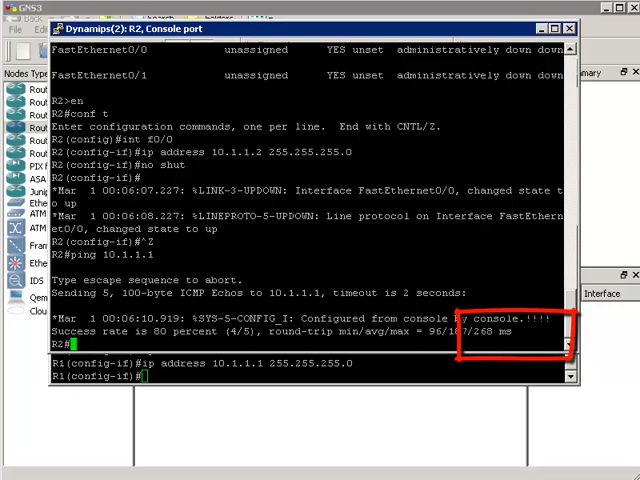 GNS3
Back
Search
Folders
Dynamips(2): R2, Console port
FastEthernet0/0 unassigned YES unset administratively down down
FastEthernet0/1 unassigned YES unset administratively down down
R2>en
R2#conf t
Enter configuration commands, one per line. End with CNTL/Z.
R2(config)#int f0/0
R2(config-if)#ip address 10.1.1.2 255.255.255.0
R2(config-if)#no shut
R2(config-if)#
*Mar 1 00:06:07.227: %LINK-3-UPDOWN: Interface FastEthernet0/0, changed state t
o up
*Mar 1 00:06:08.227: %LINEPROTO-5-UPDOWN: Line protocol on Interface FastEthern
et0/0, changed state to up
R2(config-if)#^Z
R2#ping 10.1.1.1
Type escape sequence to abort.
Sending 5, 100-byte ICMP Echos to 10.1.1.1, timeout is 2 seconds:
*Mar 1 00:06:10.919: %SYS-5-CONFIG_I: Configured from console by console.!!!!
Success rate is 80 percent (4/5), round-trip min/avg/max = 96/187/268 ms
R2#
R1(config-if)#ip address 10.1.1.1 255.255.255.0
R1(config-if)#
File
Nodes Type
Rout
Rout
Rout
Rout
Rout
Rout
PIX f
ASA
Juni
Ethe
ATM
ATM
Fram
Ethe
IDS
Qem
Clou
mmary
Interface